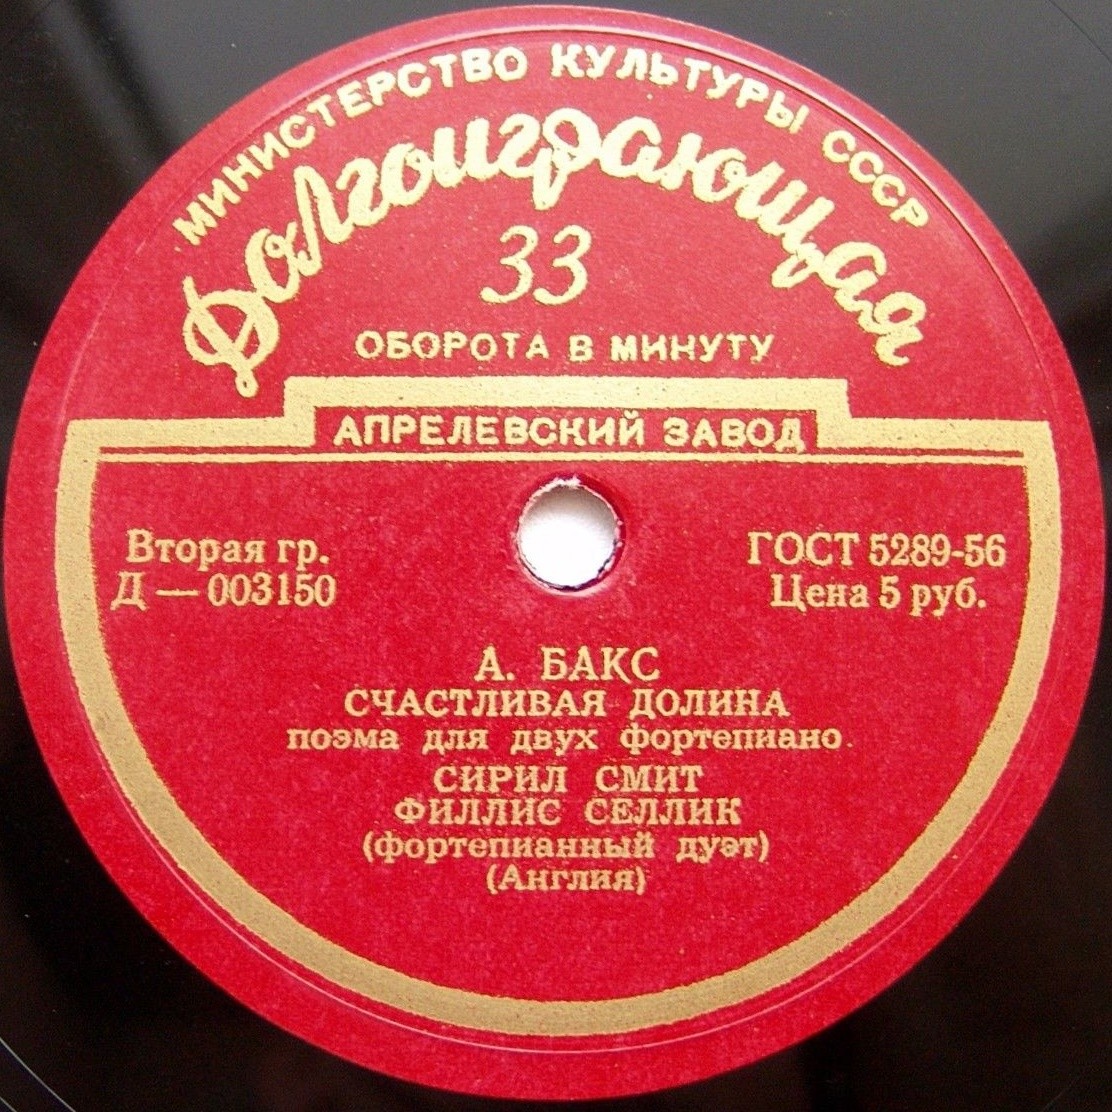 МИНИСТЕРСТВО КУЛЬТУРЫ СССР
Долгоиграющая
33
ОБОРОТА В МИНУТУ
АПРЕЛЕВСКИЙ ЗАВОД
Вторая гр.
Д — 003150
ГОСТ 5289-56
Цена 5 руб.
А. БАКС
СЧАСТЛИВАЯ ДОЛИНА
поэма для двух фортепиано
СИРИЛ СМИТ
ФИЛЛИС СЕЛЛИК
(фортепианный дуэт)
(Англия)